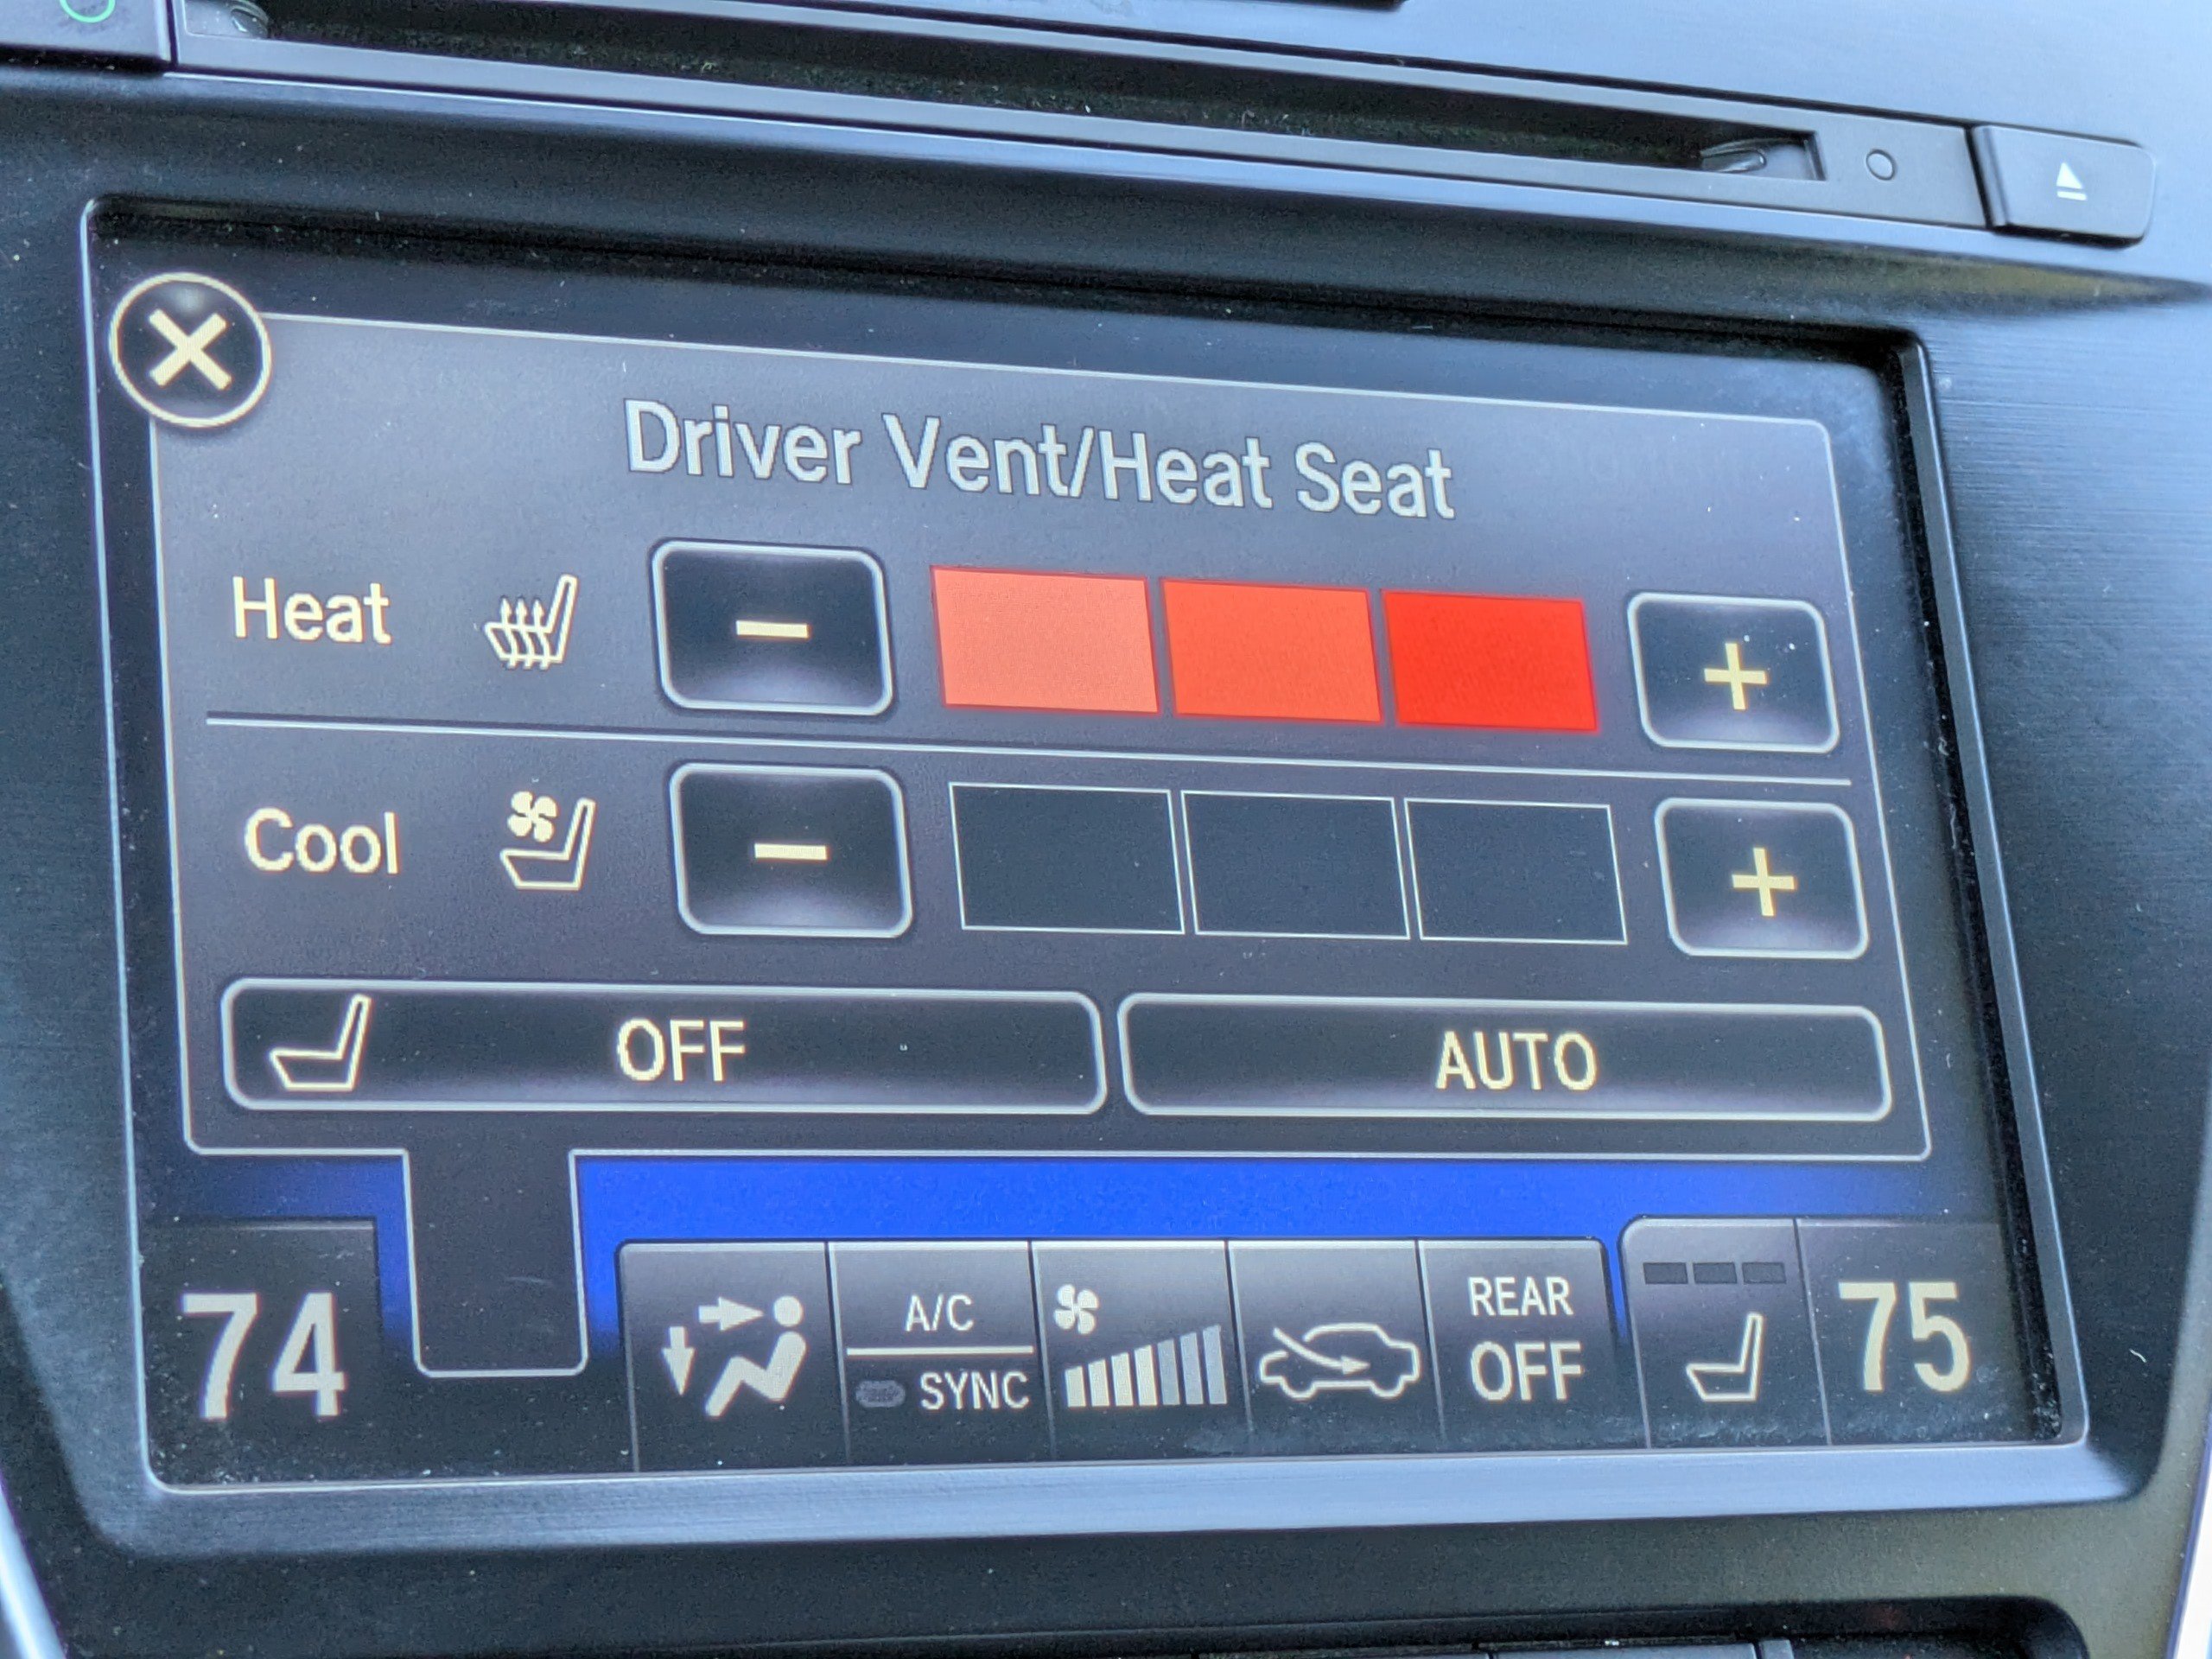 Driver Vent/Heat Seat
Heat
Cool
OFF AUTO
74
A/C
SYNC
REAR
OFF
75